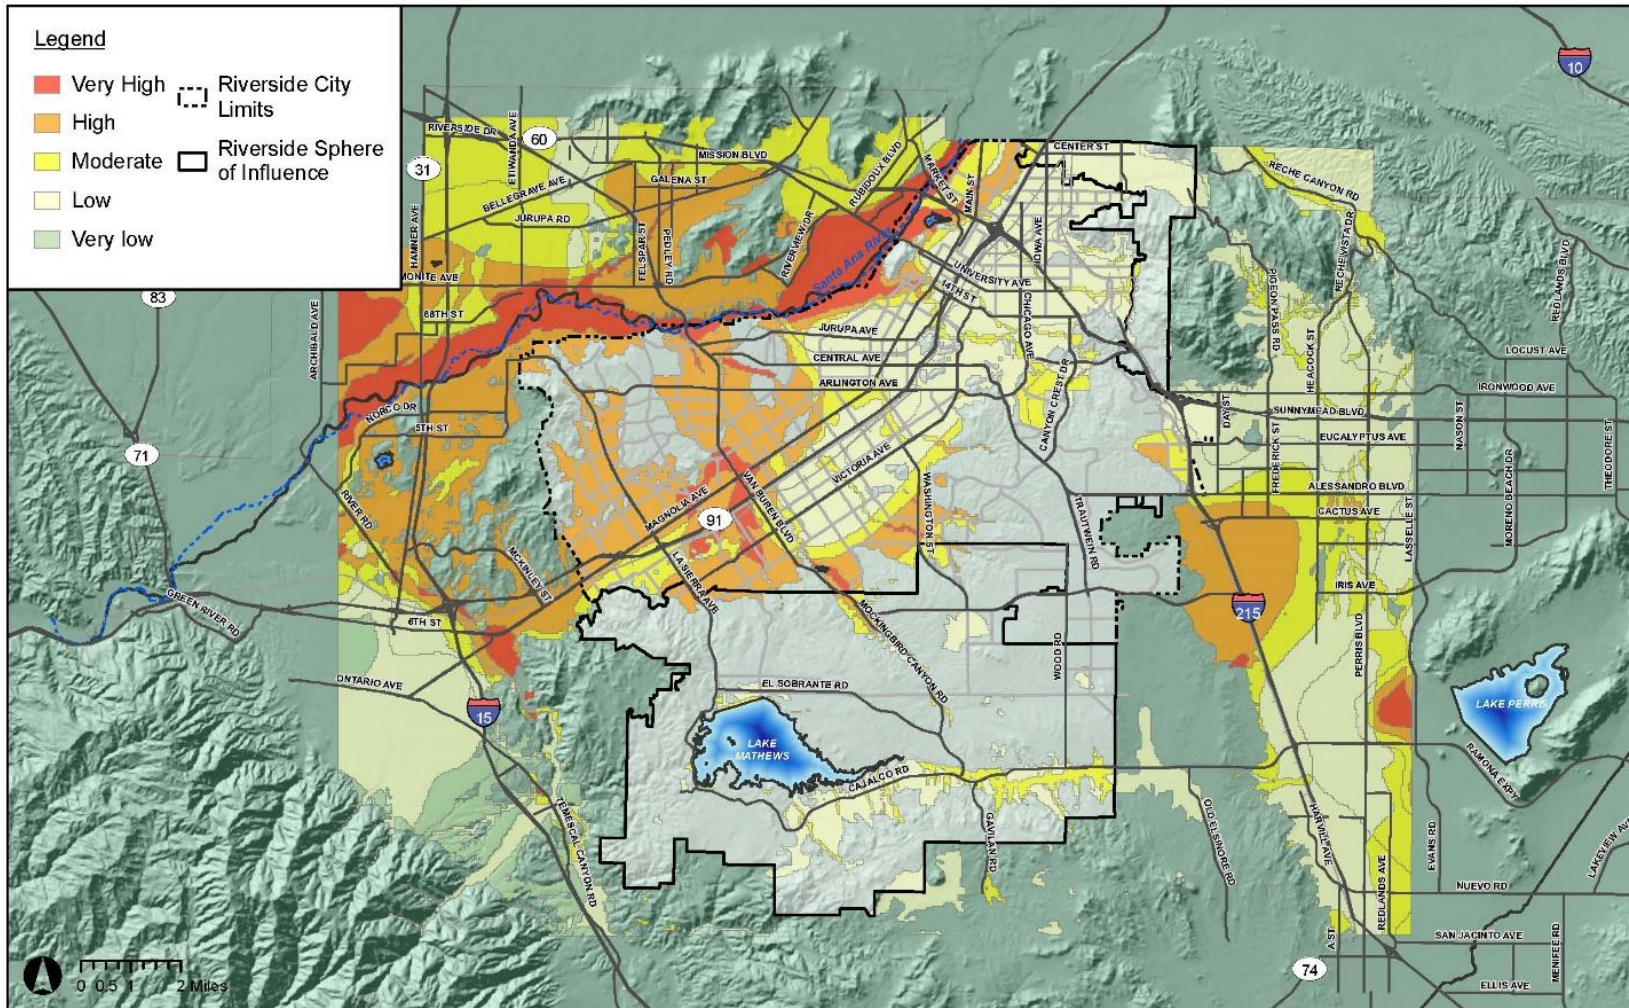 Legend
Very High
High
Moderate
Low
Very low
Riverside City
Limits
Riverside Sphere
of Influence
10
RIVERSIDE DR
ETIWANDA AVE
60
31
MISSION BLVD
GALENA ST
BELLEGRAVE AVE
JURUPA RD
RUBIDOUX BLVD
MARKET ST
MAIN ST
CENTER ST
RECHE CANYON RD
HAMNER AVE
FELSPAR ST
PEDLEY RD
RIVERVIEW DR
Santa Ana River
IOWA AVE
UNIVERSITY AVE
14TH ST
CHICAGO AVE
PIGEON PASS RD
REDLANDS BLVD
MONITE AVE
83
68TH ST
ARCHIBALD AVE
JURUPA AVE
CENTRAL AVE
ARLINGTON AVE
CANYON CREST DR
HEACOCK ST
LOCUST AVE
IRONWOOD AVE
DAY ST
SUNNYMEAD BLVD
EUCALYPTUS AVE
NASON ST
THEODORE ST
NORCO DR
5TH ST
71
RIVER RD
VICTORIA AVE
MAGNOLIA AVE
VAN BUREN BLVD
91
WASHINGTON ST
TRAUTWEIN RD
FREDERICK ST
ALESSANDRO BLVD
CACTUS AVE
LASSELLE ST
MORENO BEACH DR
MCKINLEY ST
LA SIERRA AVE
IRIS AVE
GREEN RIVER RD
6TH ST
MOCKINGBIRD CANYON RD
WOOD RD
215
PERRIS BLVD
ONTARIO AVE
15
EL SOBRANTE RD
LAKE
MATHEWS
CAJALCO RD
LAKE PERRIS
RAMONA EXPY
TEMESCAL CANYON RD
GAVILAN RD
OLD ELSINORE RD
HARVILL AVE
EVANS RD
REDLANDS AVE
LAKEVIEW AVE
NUEVO RD
A ST
SAN JACINTO AVE
MENIFEE RD
74
ELLIS AVE
0 0.5 1 2 Miles